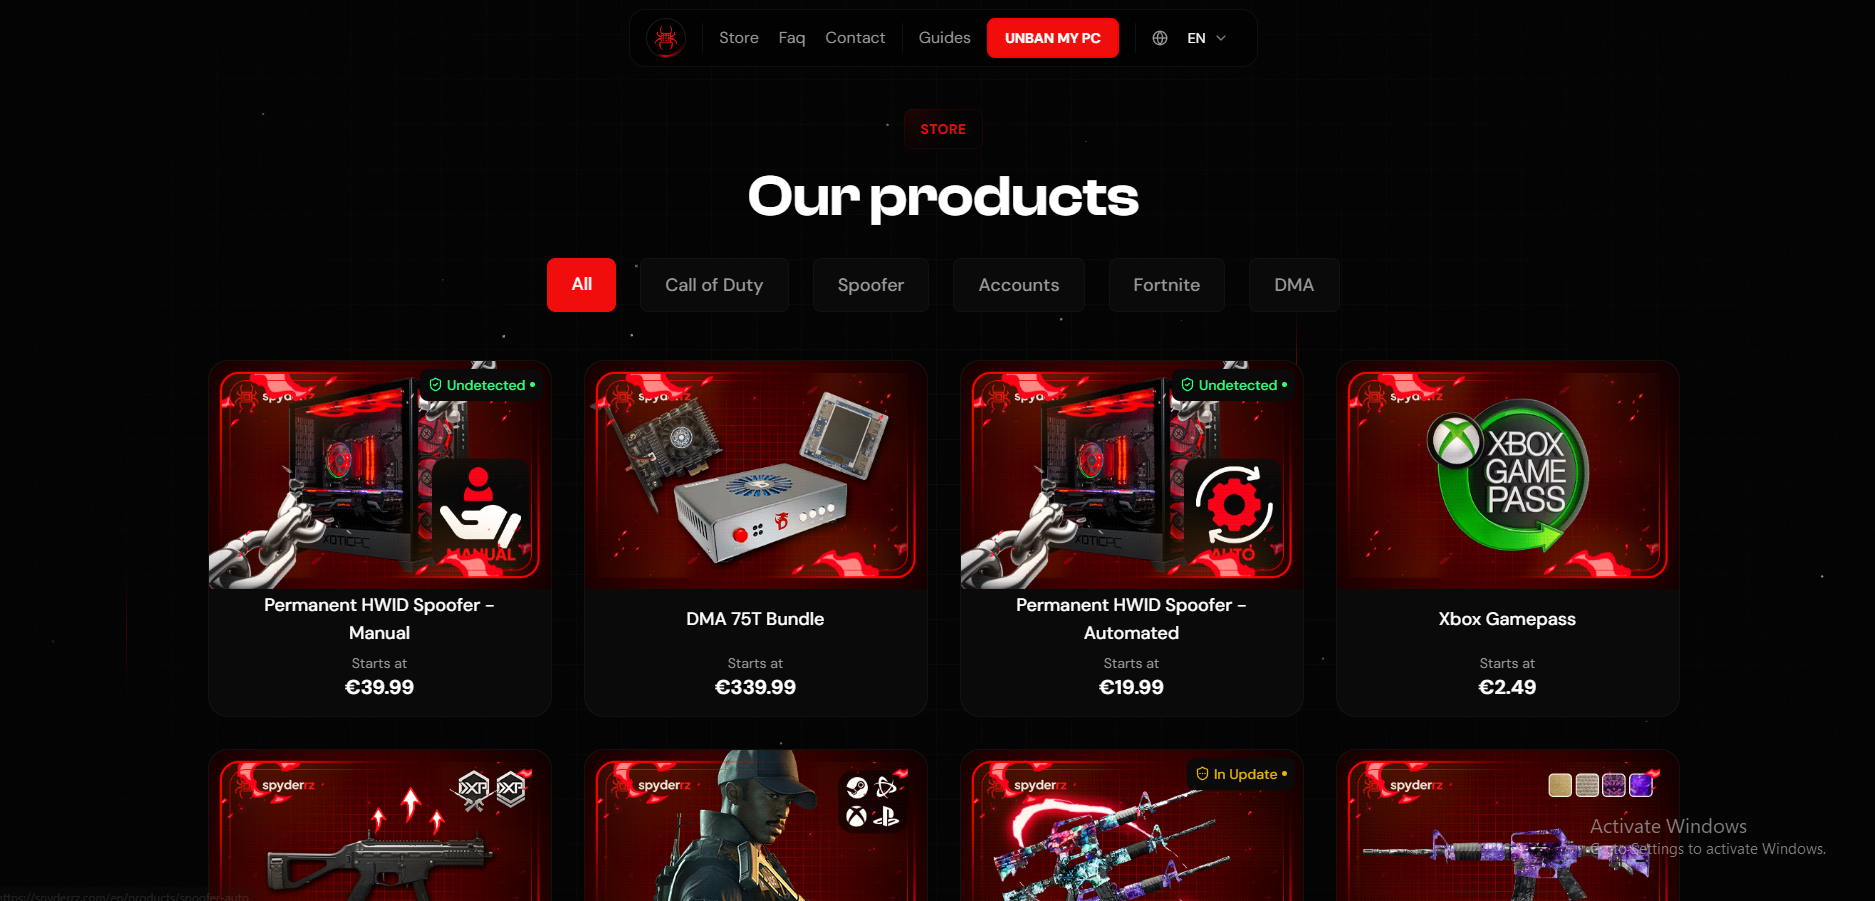 Store Faq Contact Guides UNBAN MY PC EN
STORE
Our products
All Call of Duty Spoofer Accounts Fortnite DMA
Undetected
MANUAL
Permanent HWID Spoofer -
Manual
Starts at
€39.99
DMA 75T Bundle
Starts at
€339.99
Undetected
AUTO
Permanent HWID Spoofer -
Automated
Starts at
€19.99
spyderrz
XBOX
GAME
PASS
Xbox Gamepass
Starts at
€2.49
spyderrz
spyderrz
In Update
spyderrz
Activate Windows
Go to Settings to activate Windows.